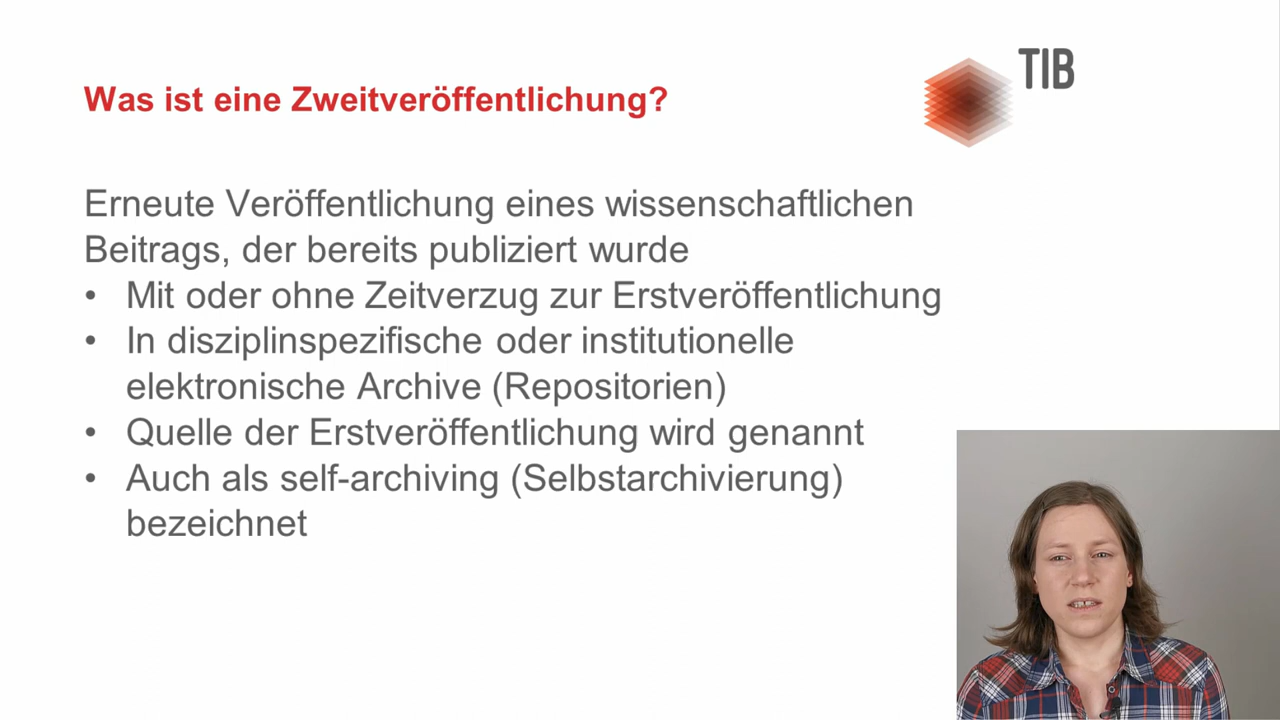 TIB
Was ist eine Zweitveröffentlichung?
Erneute Veröffentlichung eines wissenschaftlichen
Beitrags, der bereits publiziert wurde
• Mit oder ohne Zeitverzug zur Erstveröffentlichung
• In disziplinspezifische oder institutionelle
elektronische Archive (Repositorien)
• Quelle der Erstveröffentlichung wird genannt
• Auch als self-archiving (Selbstarchivierung)
bezeichnet